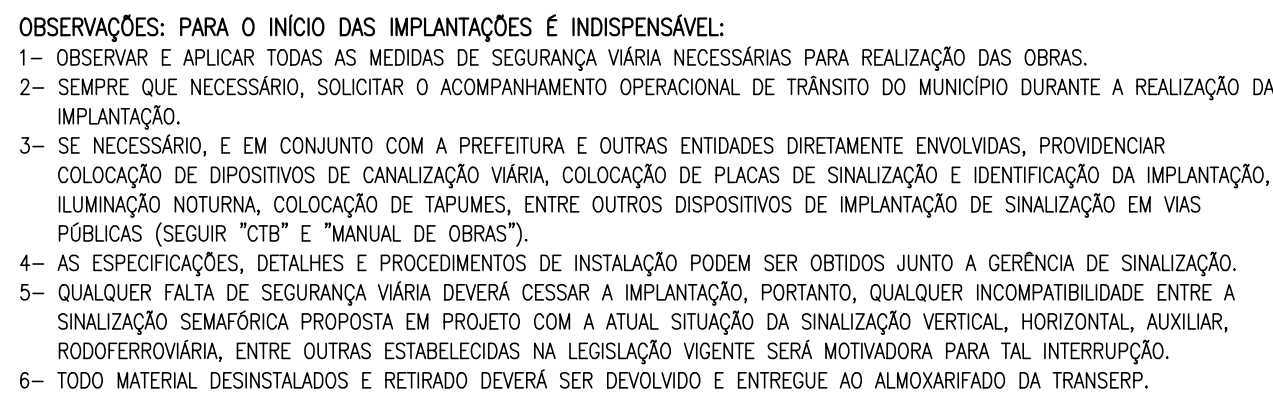 OBSERVAÇÕES: PARA O INÍCIO DAS IMPLANTAÇÕES É INDISPENSÁVEL:
1- OBSERVAR E APLICAR TODAS AS MEDIDAS DE SEGURANÇA VIÁRIA NECESSÁRIAS PARA REALIZAÇÃO DAS OBRAS.
2- SEMPRE QUE NECESSÁRIO, SOLICITAR O ACOMPANHAMENTO OPERACIONAL DE TRÂNSITO DO MUNICÍPIO DURANTE A REALIZAÇÃO DA
IMPLANTAÇÃO.
3- SE NECESSÁRIO, E EM CONJUNTO COM A PREFEITURA E OUTRAS ENTIDADES DIRETAMENTE ENVOLVIDAS, PROVIDENCIAR
COLOCAÇÃO DE DIPOSITIVOS DE CANALIZAÇÃO VIÁRIA, COLOCAÇÃO DE PLACAS DE SINALIZAÇÃO E IDENTIFICAÇÃO DA IMPLANTAÇÃO,
ILUMINAÇÃO NOTURNA, COLOCAÇÃO DE TAPUMES, ENTRE OUTROS DISPOSITIVOS DE IMPLANTAÇÃO DE SINALIZAÇÃO EM VIAS
PÚBLICAS (SEGUIR "CTB" E "MANUAL DE OBRAS").
4- AS ESPECIFICAÇÕES, DETALHES E PROCEDIMENTOS DE INSTALAÇÃO PODEM SER OBTIDOS JUNTO A GERÊNCIA DE SINALIZAÇÃO.
5- QUALQUER FALTA DE SEGURANÇA VIÁRIA DEVERÁ CESSAR A IMPLANTAÇÃO, PORTANTO, QUALQUER INCOMPATIBILIDADE ENTRE A
SINALIZAÇÃO SEMAFÓRICA PROPOSTA EM PROJETO COM A ATUAL SITUAÇÃO DA SINALIZAÇÃO VERTICAL, HORIZONTAL, AUXILIAR,
RODOFERROVIÁRIA, ENTRE OUTRAS ESTABELECIDAS NA LEGISLAÇÃO VIGENTE SERÁ MOTIVADORA PARA TAL INTERRUPÇÃO.
6- TODO MATERIAL DESINSTALADOS E RETIRADO DEVERÁ SER DEVOLVIDO E ENTREGUE AO ALMOXARIFADO DA TRANSERP.